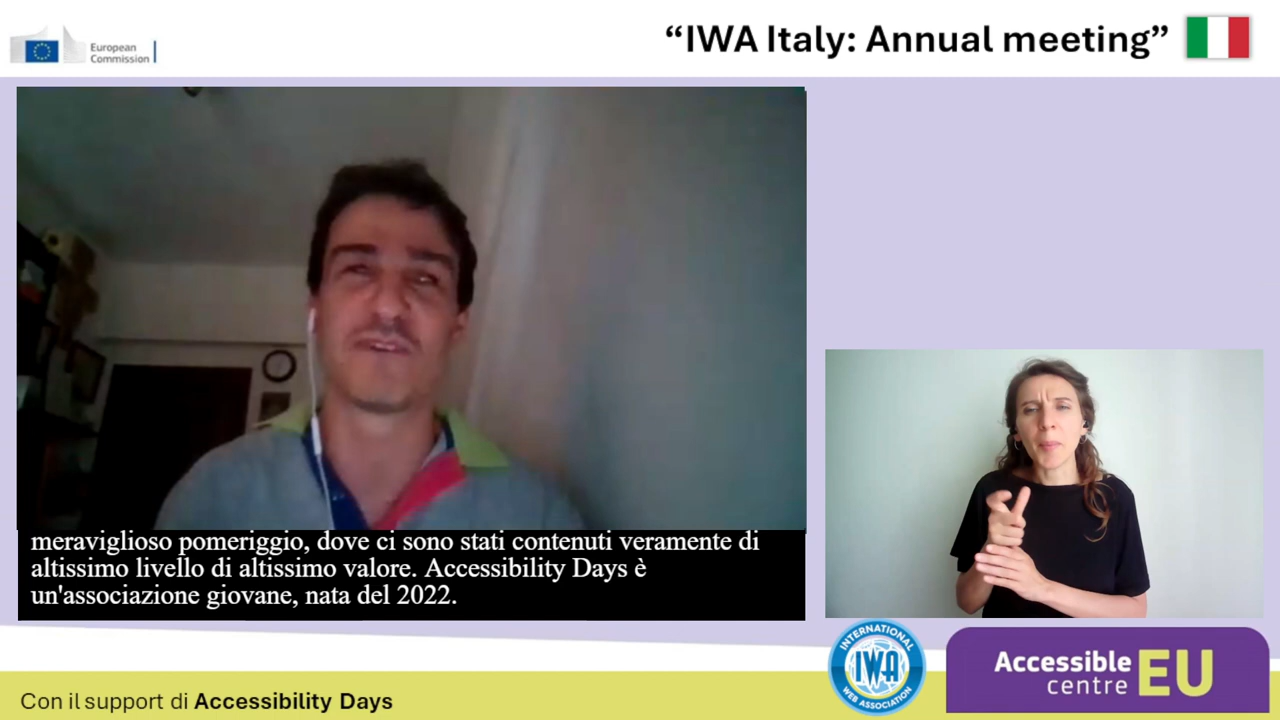 European
Commission
“IWA Italy: Annual meeting”
meraviglioso pomeriggio, dove ci sono stati contenuti veramente di
altissimo livello di altissimo valore. Accessibility Days è
un'associazione giovane, nata del 2022.
INTERNATIONAL
IWA
WEB ASSOCIATION
Accessible
centre
EU
Con il support di Accessibility Days